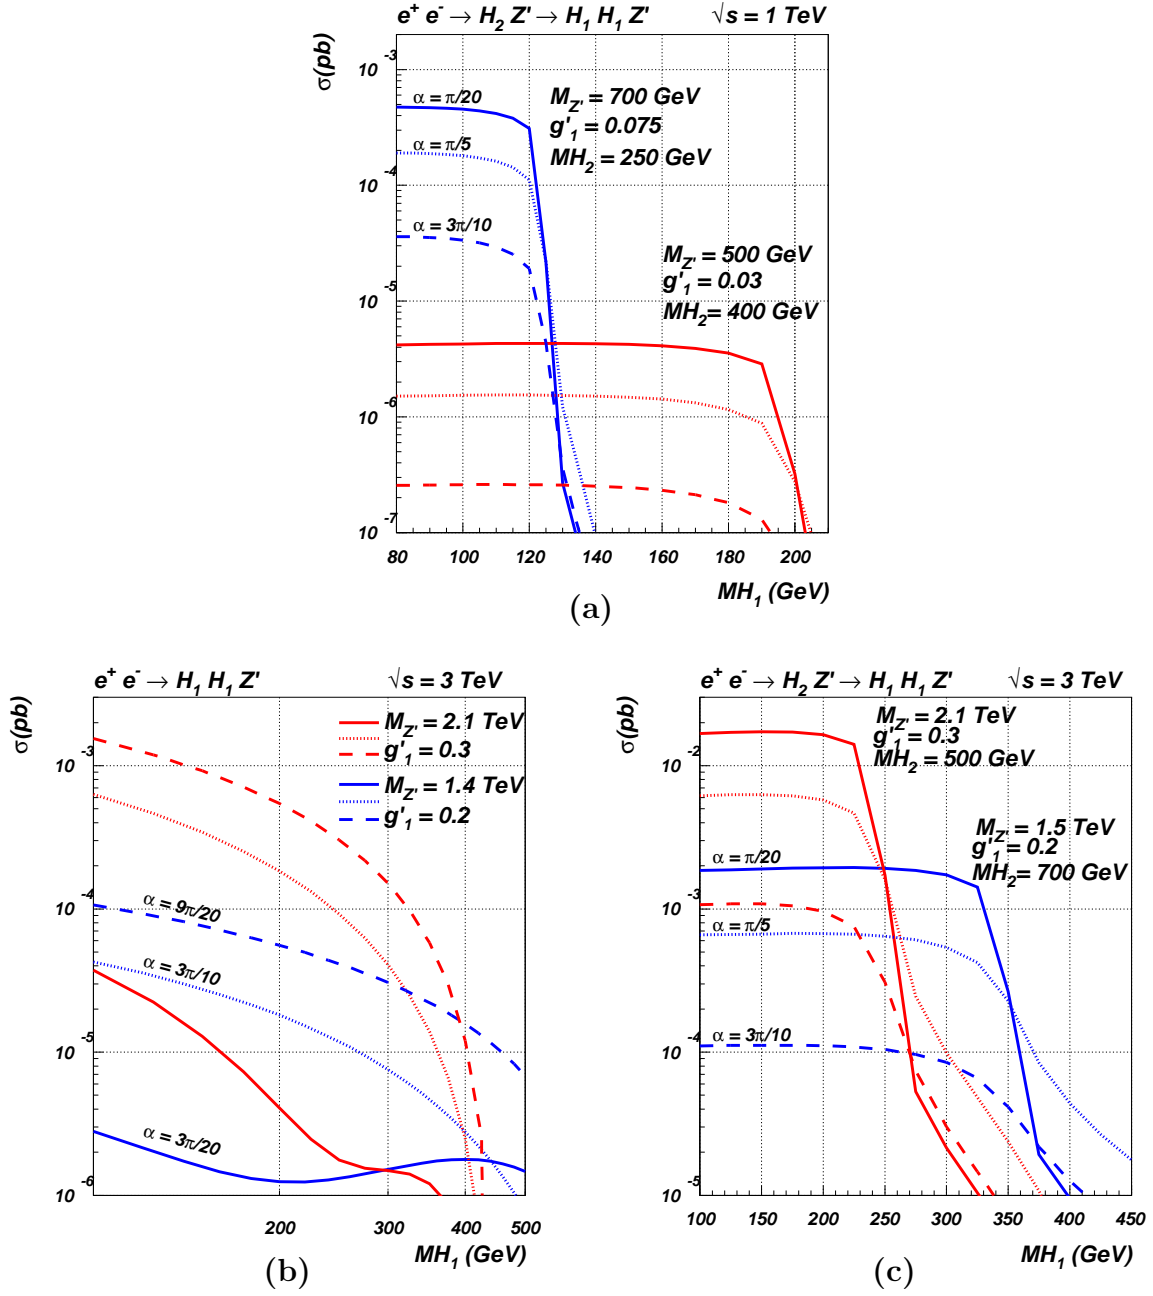 e⁺ e⁻ → H₂ Z' → H₁ H₁ Z' √s = 1 TeV
σ(pb)
10⁻³
α = π/20
M_Z' = 700 GeV
g'₁ = 0.075
α = π/5
MH₂ = 250 GeV
10⁻⁴
α = 3π/10
M_Z' = 500 GeV
g'₁ = 0.03
10⁻⁵
MH₂ = 400 GeV
10⁻⁶
10⁻⁷
80 100 120 140 160 180 200
MH₁ (GeV)
(a)
e⁺ e⁻ → H₁ H₁ Z' √s = 3 TeV
σ(pb)
M_Z' = 2.1 TeV
g'₁ = 0.3
10⁻³
M_Z' = 1.4 TeV
g'₁ = 0.2
10⁻⁴
α = 9π/20
α = 3π/10
10⁻⁵
α = 3π/20
10⁻⁶
200 300 400 500
MH₁ (GeV)
(b)
e⁺ e⁻ → H₂ Z' → H₁ H₁ Z' √s = 3 TeV
σ(pb)
M_Z' = 2.1 TeV
g'₁ = 0.3
MH₂ = 500 GeV
10⁻²
M_Z' = 1.5 TeV
g'₁ = 0.2
α = π/20
MH₂ = 700 GeV
10⁻³
α = π/5
10⁻⁴
α = 3π/10
10⁻⁵
100 150 200 250 300 350 400 450
MH₁ (GeV)
(c)